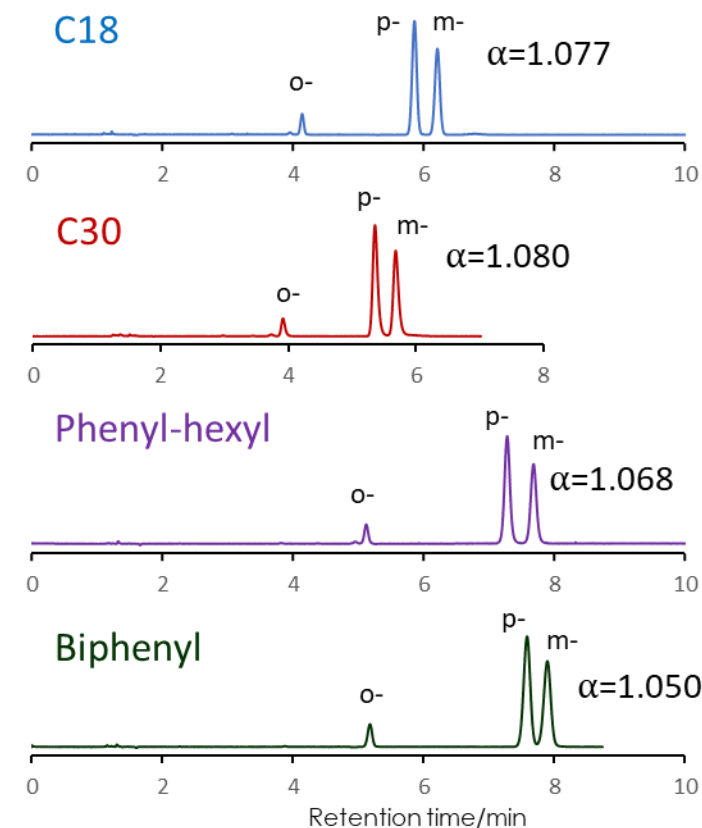 C18
o-
p- m-
α=1.077
0 2 4 6 8 10
C30
o-
p-
m-
α=1.080
0 2 4 6 8
Phenyl-hexyl
o-
p-
m-
α=1.068
0 2 4 6 8 10
Biphenyl
o-
p-
m-
α=1.050
0 2 4 6 8 10
Retention time/min